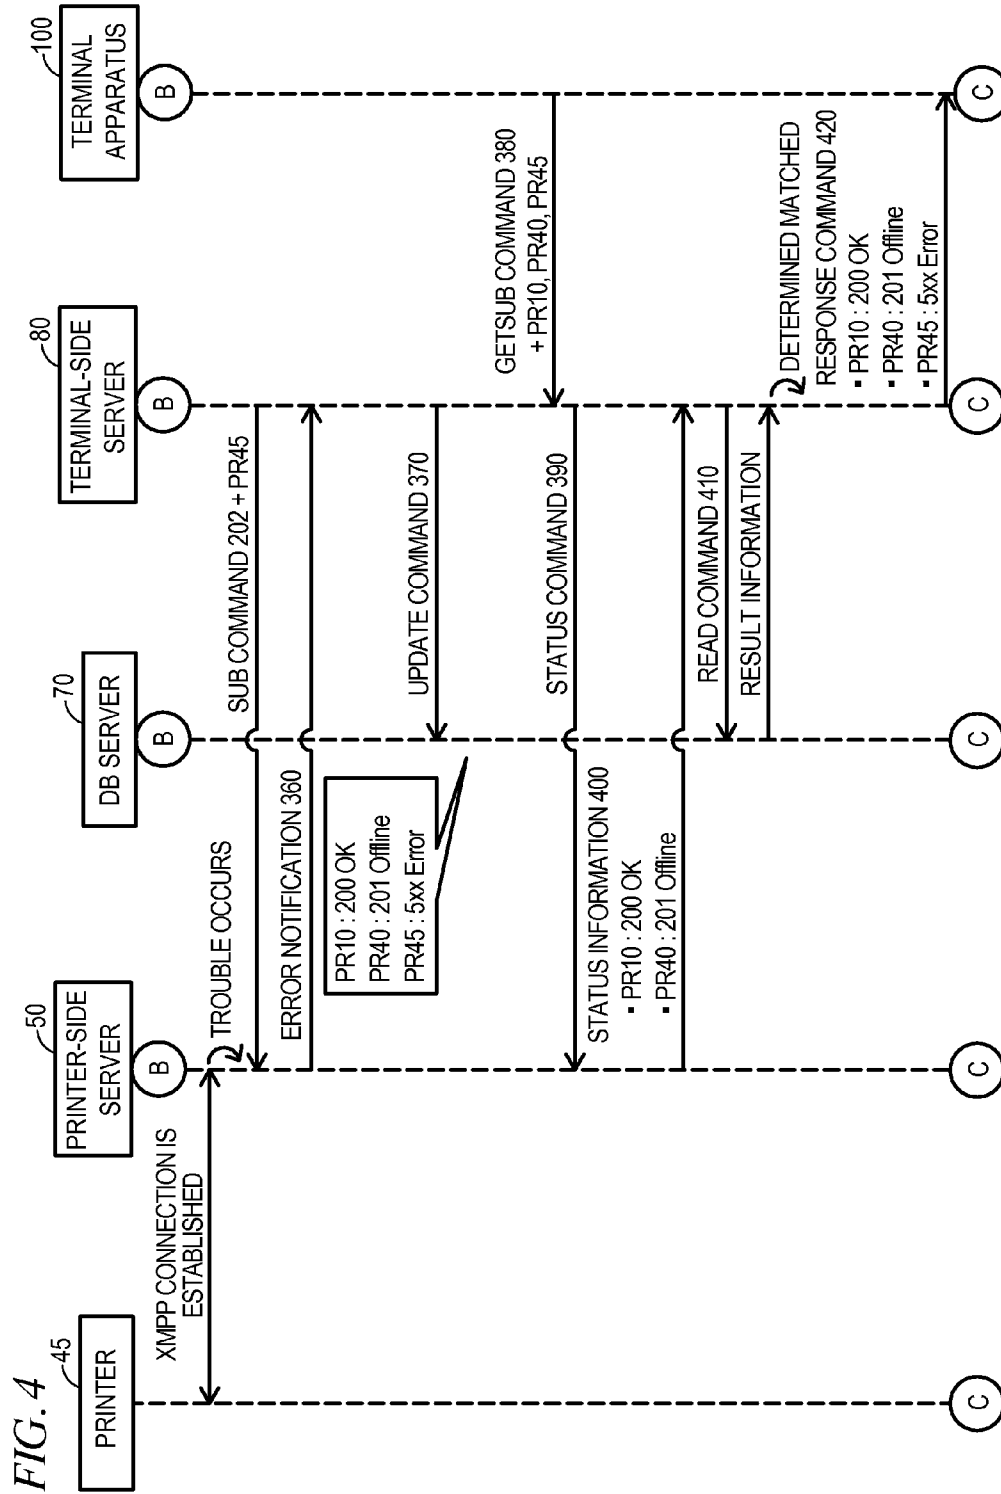 FIG. 4
45
PRINTER
50
PRINTER-SIDE
SERVER
70
DB SERVER
80
TERMINAL-SIDE
SERVER
100
TERMINAL
APPARATUS
B
B
B
B
XMPP CONNECTION IS
ESTABLISHED
TROUBLE OCCURS
SUB COMMAND 202 + PR45
ERROR NOTIFICATION 360
PR10 : 200 OK
PR40 : 201 Offline
PR45 : 5xx Error
UPDATE COMMAND 370
GETSUB COMMAND 380
+ PR10, PR40, PR45
STATUS COMMAND 390
STATUS INFORMATION 400
▪ PR10 : 200 OK
▪ PR40 : 201 Offline
READ COMMAND 410
RESULT INFORMATION
DETERMINED MATCHED
RESPONSE COMMAND 420
▪ PR10 : 200 OK
▪ PR40 : 201 Offline
▪ PR45 : 5xx Error
C
C
C
C
C